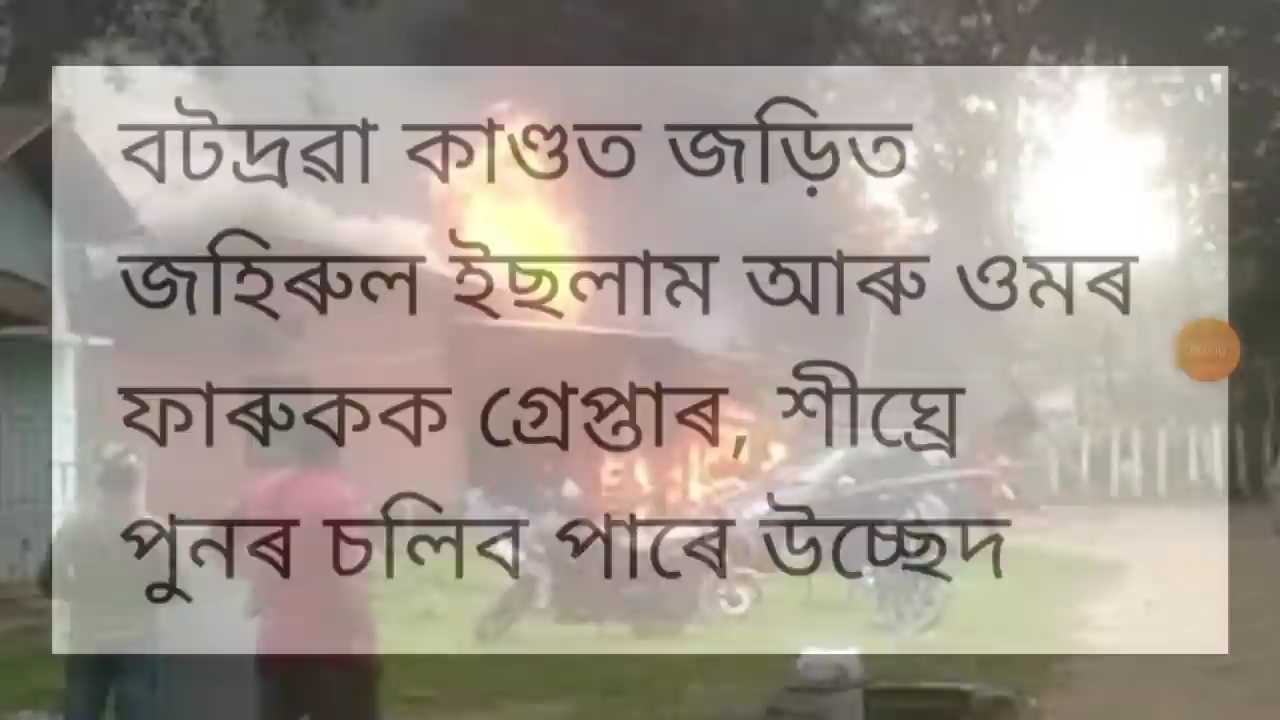 বটদ্ৰৱা কাণ্ডত জড়িত
জহিৰুল ইছলাম আৰু ওমৰ
ফাৰুকক গ্ৰেপ্তাৰ, শীঘ্ৰে
পুনৰ চলিব পাৰে উচ্ছেদ